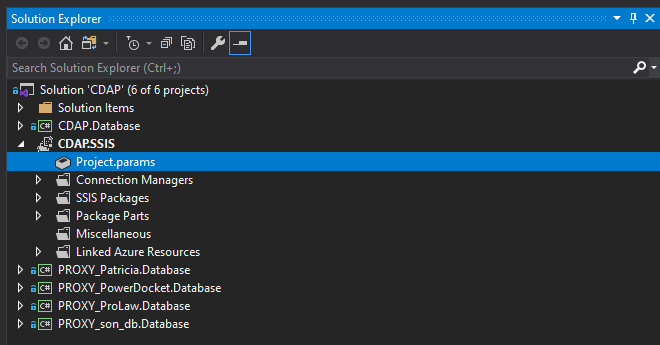 Solution Explorer
Search Solution Explorer (Ctrl+;)
Solution 'CDAP' (6 of 6 projects)
Solution Items
C# CDAP.Database
CDAP.SSIS
Project.params
Connection Managers
SSIS Packages
Package Parts
Miscellaneous
Linked Azure Resources
C# PROXY_Patricia.Database
C# PROXY_PowerDocket.Database
C# PROXY_ProLaw.Database
C# PROXY_son_db.Database